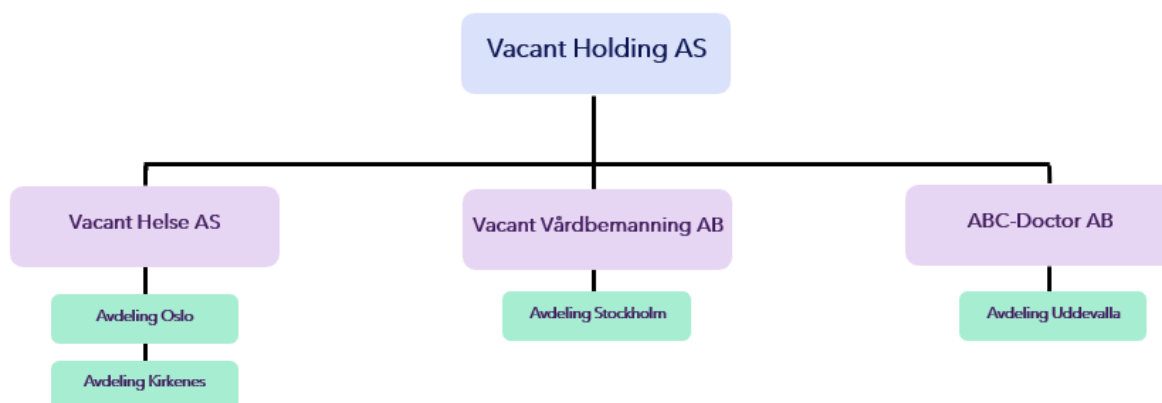 Vacant Holding AS
Vacant Helse AS
Vacant Vårdbemanning AB
ABC-Doctor AB
Avdeling Oslo
Avdeling Stockholm
Avdeling Uddevalla
Avdeling Kirkenes